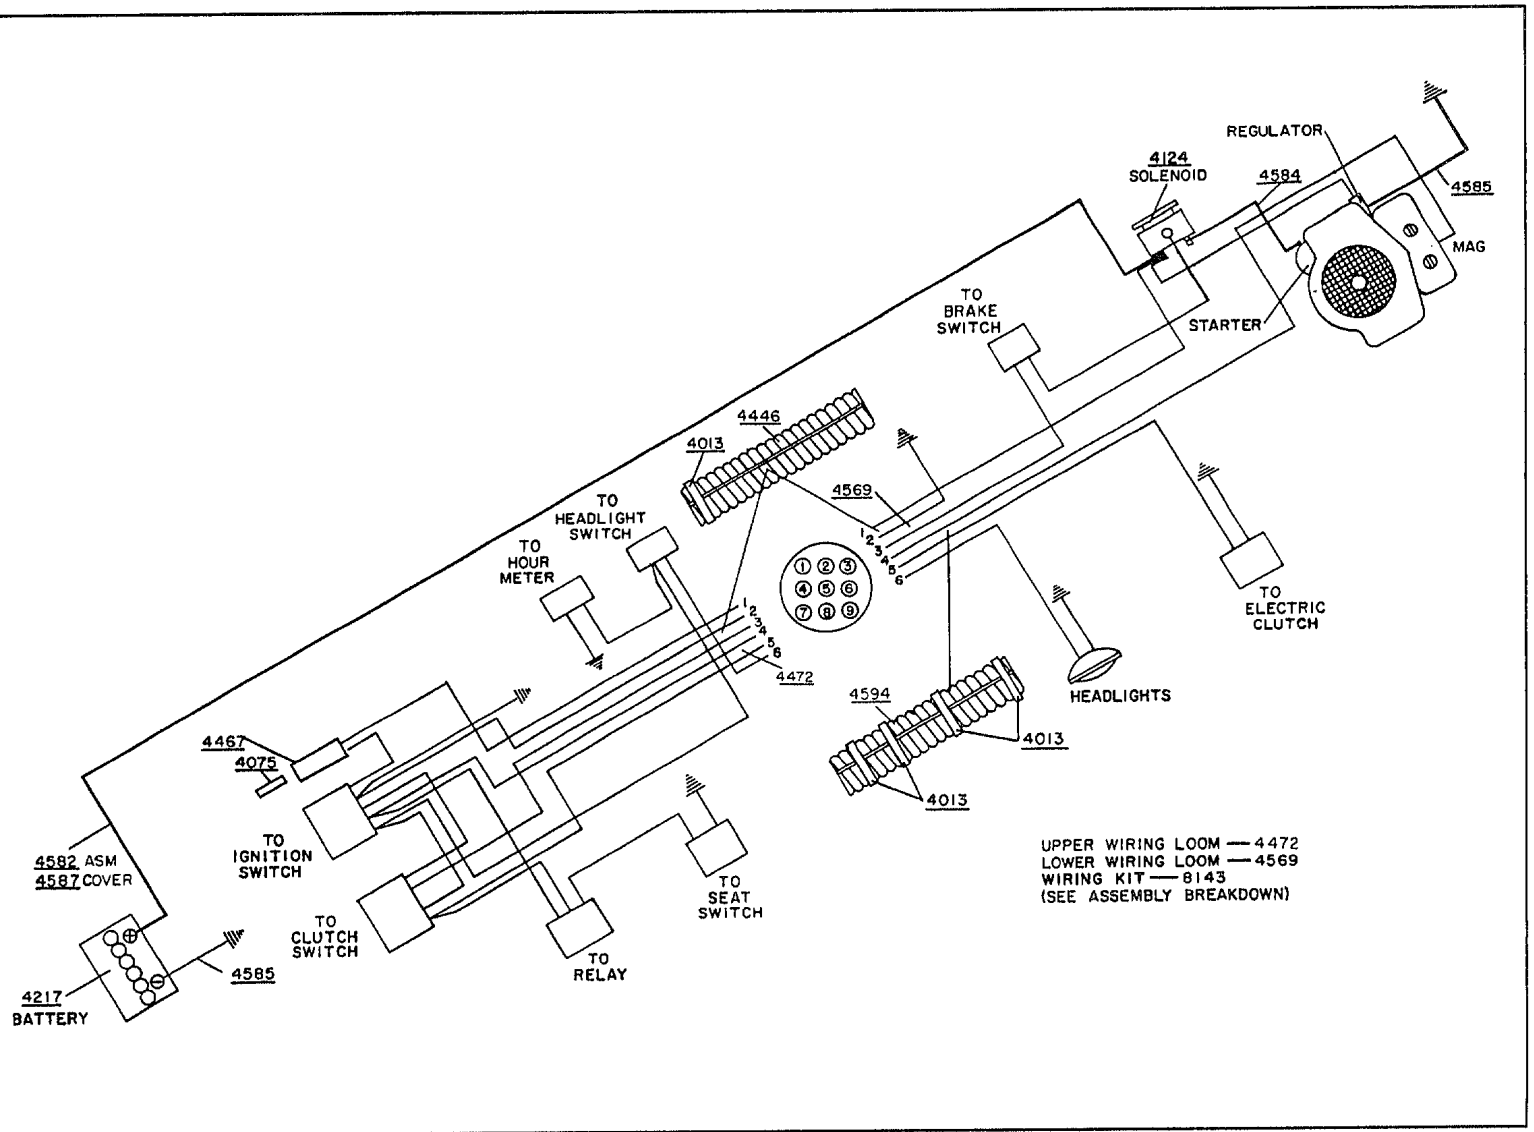 REGULATOR
4124
SOLENOID
4584
4585
MAG
STARTER
TO
BRAKE
SWITCH
4446
4013
4569
TO
HEADLIGHT
SWITCH
TO
HOUR
METER
1
2
3
4
5
6
1 2 3
4 5 6
7 8 9
1
2
3
4
5
6
4472
TO
ELECTRIC
CLUTCH
HEADLIGHTS
4594
4013
4013
4467
4075
TO
IGNITION
SWITCH
4582 ASM
4587 COVER
TO
CLUTCH
SWITCH
TO
SEAT
SWITCH
TO
RELAY
4585
4217
BATTERY
UPPER WIRING LOOM — 4472
LOWER WIRING LOOM — 4569
WIRING KIT — 8143
(SEE ASSEMBLY BREAKDOWN)